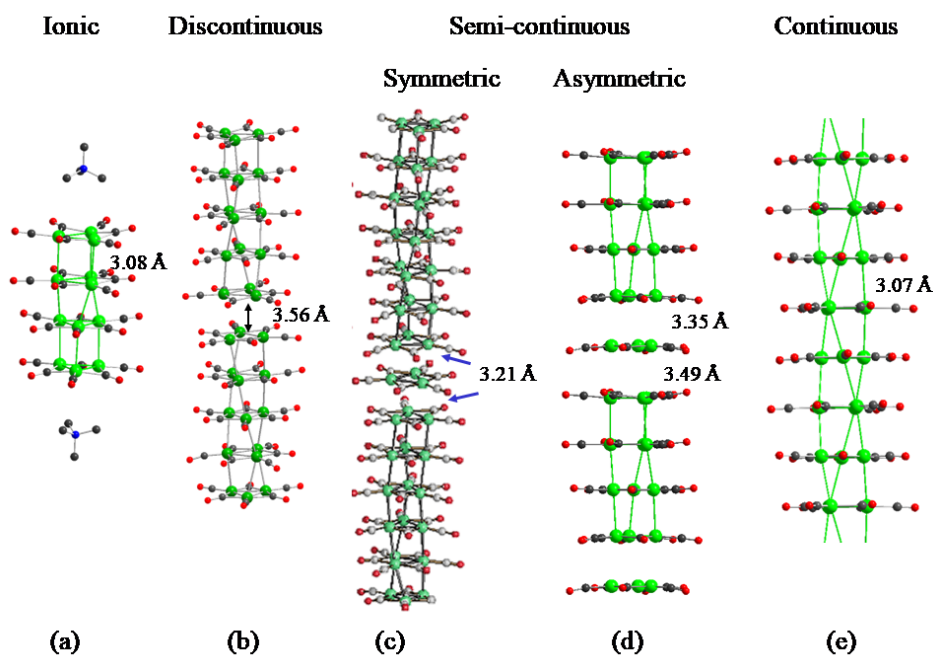 Ionic Discontinuous Semi-continuous Continuous
Symmetric Asymmetric
3.08 Å
3.07 Å
3.56 Å
3.35 Å
3.21 Å
3.49 Å
(a) (b) (c) (d) (e)